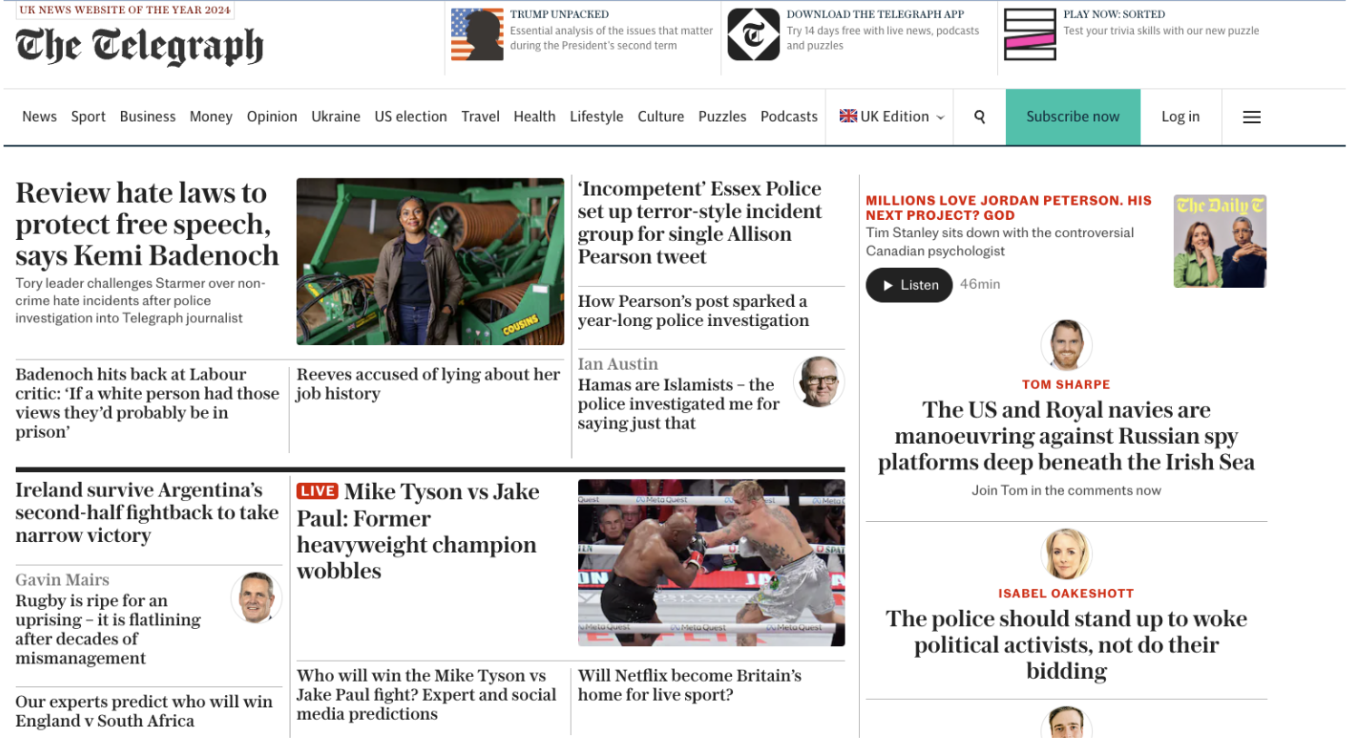 UK NEWS WEBSITE OF THE YEAR 2024
The Telegraph
TRUMP UNPACKED
Essential analysis of the issues that matter
during the President's second term
DOWNLOAD THE TELEGRAPH APP
Try 14 days free with live news, podcasts
and puzzles
PLAY NOW: SORTED
Test your trivia skills with our new puzzle
News Sport Business Money Opinion Ukraine US election Travel Health Lifestyle Culture Puzzles Podcasts UK Edition Subscribe now Log in
Review hate laws to
protect free speech,
says Kemi Badenoch
Tory leader challenges Starmer over non-
crime hate incidents after police
investigation into Telegraph journalist
COUSINS
Badenoch hits back at Labour
critic: ‘If a white person had those
views they’d probably be in
prison’
Reeves accused of lying about her
job history
‘Incompetent’ Essex Police
set up terror-style incident
group for single Allison
Pearson tweet
How Pearson’s post sparked a
year-long police investigation
Ian Austin
Hamas are Islamists – the
police investigated me for
saying just that
Ireland survive Argentina’s
second-half fightback to take
narrow victory
Gavin Mairs
Rugby is ripe for an
uprising – it is flatlining
after decades of
mismanagement
Our experts predict who will win
England v South Africa
LIVE Mike Tyson vs Jake
Paul: Former
heavyweight champion
wobbles
Quest Meta Quest
Meta Quest Meta Quest Meta Quest
Who will win the Mike Tyson vs
Jake Paul fight? Expert and social
media predictions
Will Netflix become Britain’s
home for live sport?
MILLIONS LOVE JORDAN PETERSON. HIS
NEXT PROJECT? GOD
Tim Stanley sits down with the controversial
Canadian psychologist
Listen 46min
The Daily T
TOM SHARPE
The US and Royal navies are
manoeuvring against Russian spy
platforms deep beneath the Irish Sea
Join Tom in the comments now
ISABEL OAKESHOTT
The police should stand up to woke
political activists, not do their
bidding